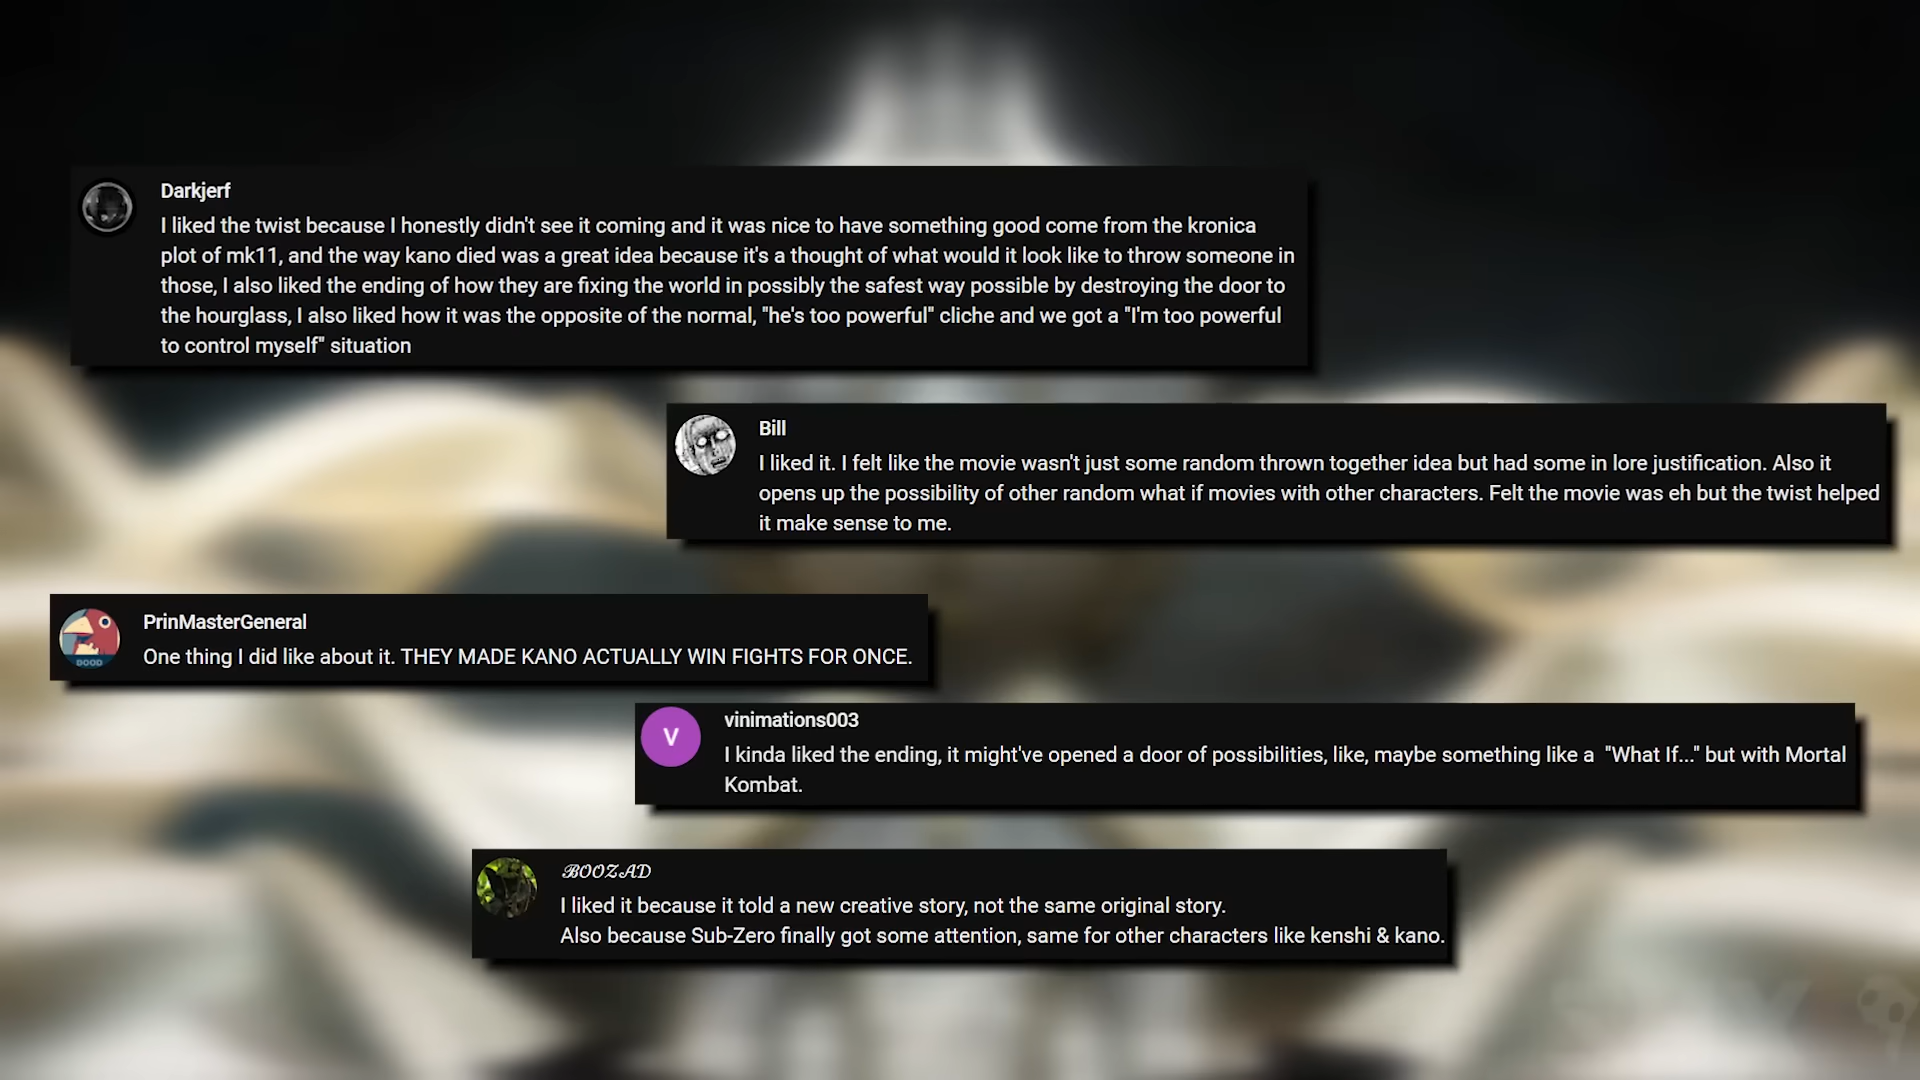 Darkjerf
I liked the twist because I honestly didn't see it coming and it was nice to have something good come from the kronica
plot of mk11, and the way kano died was a great idea because it's a thought of what would it look like to throw someone in
those, I also liked the ending of how they are fixing the world in possibly the safest way possible by destroying the door to
the hourglass, I also liked how it was the opposite of the normal, "he's too powerful" cliche and we got a "I'm too powerful
to control myself" situation
Bill
I liked it. I felt like the movie wasn't just some random thrown together idea but had some in lore justification. Also it
opens up the possibility of other random what if movies with other characters. Felt the movie was eh but the twist helped
it make sense to me.
DOOD
PrinMasterGeneral
One thing I did like about it. THEY MADE KANO ACTUALLY WIN FIGHTS FOR ONCE.
V
vinimations003
I kinda liked the ending, it might've opened a door of possibilities, like, maybe something like a "What If..." but with Mortal
Kombat.
ℬOOZAD
I liked it because it told a new creative story, not the same original story.
Also because Sub-Zero finally got some attention, same for other characters like kenshi & kano.